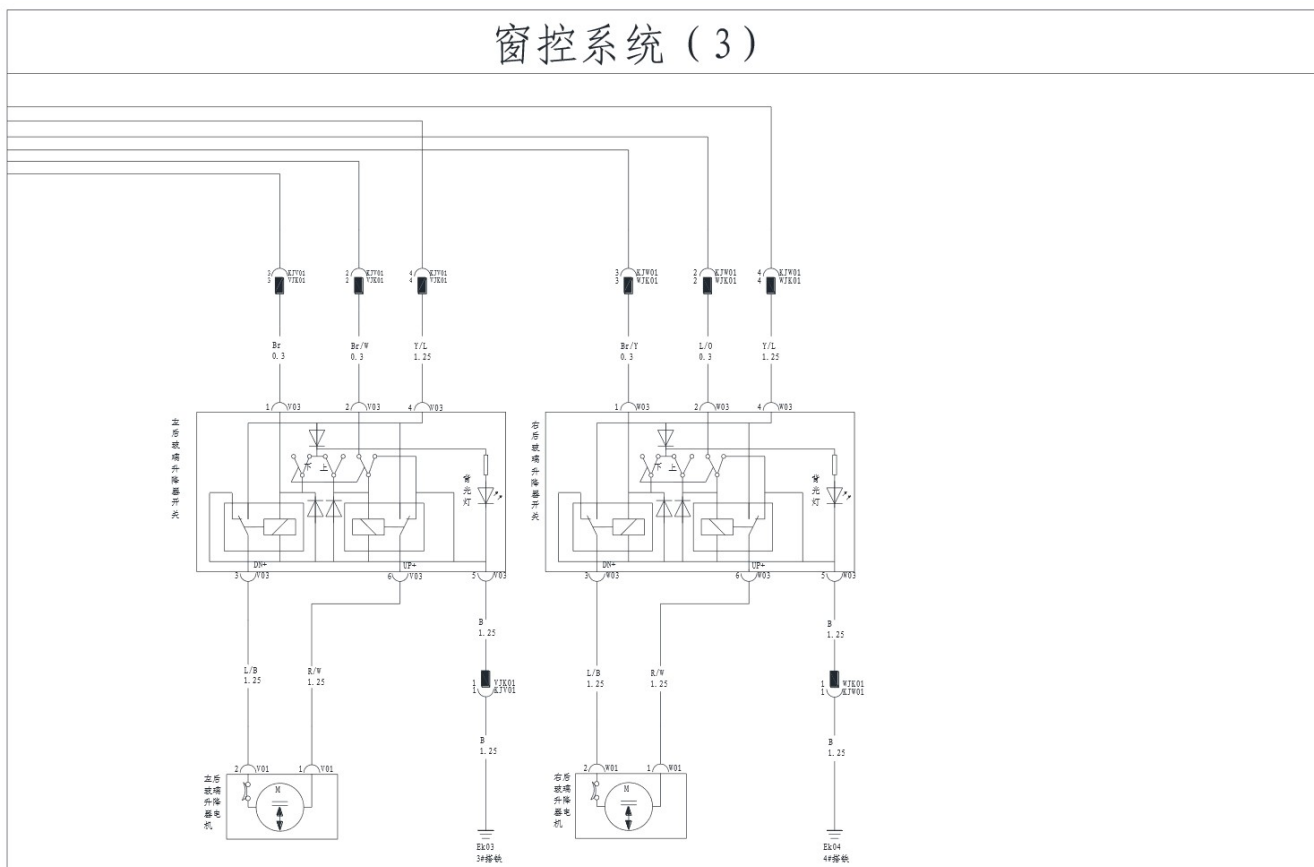 窗控系统(3)
3 KJV01
3 VJK01
2 KJV01
2 VJK01
4 KJV01
4 VJK01
3 KJW01
3 WJK01
2 KJW01
2 WJK01
4 KJW01
4 WJK01
Br
0.3
Br/W
0.3
Y/L
1.25
Br/Y
0.3
L/O
0.3
Y/L
1.25
1 V03
2 V03
4 V03
1 W03
2 W03
4 W03
左后玻璃升降器开关
下 上
背光灯
DN+
UP+
右后玻璃升降器开关
下 上
背光灯
DN+
UP+
3 V03
6 V03
5 V03
3 W03
6 W03
5 W03
B
1.25
B
1.25
L/B
1.25
R/W
1.25
L/B
1.25
R/W
1.25
1 VJK01
1 KJV01
1 WJK01
1 KJW01
B
1.25
B
1.25
2 V01
1 V01
2 W01
1 W01
左后玻璃升降器电机
M
右后玻璃升降器电机
M
Ek03
3#搭铁
Ek04
4#搭铁